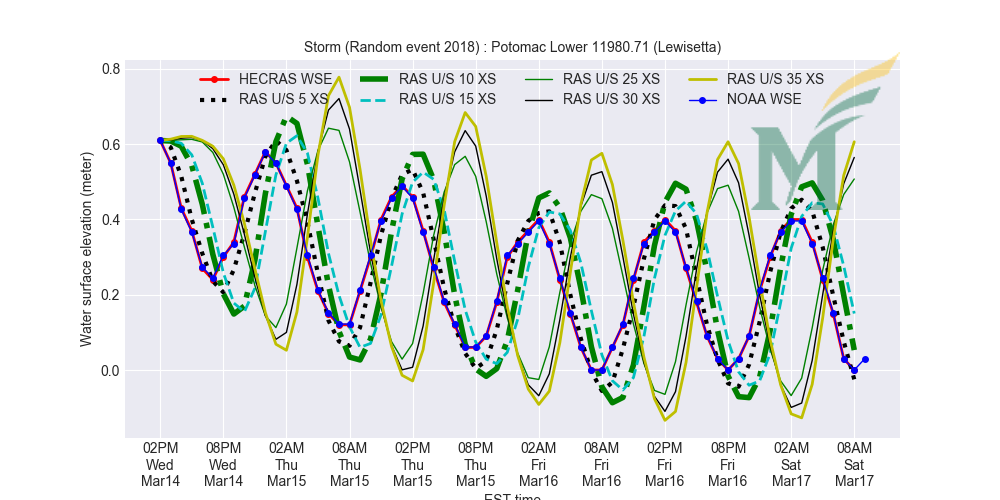 Storm (Random event 2018) : Potomac Lower 11980.71 (Lewisetta)
HECRAS WSE RAS U/S 10 XS RAS U/S 25 XS RAS U/S 35 XS
RAS U/S 5 XS RAS U/S 15 XS RAS U/S 30 XS NOAA WSE
Water surface elevation (meter)
0.8
0.6
0.4
0.2
0.0
02PM 08PM 02AM 08AM 02PM 08PM 02AM 08AM 02PM 08PM 02AM 08AM
Wed Wed Thu Thu Thu Thu Fri Fri Fri Fri Sat Sat
Mar14 Mar14 Mar15 Mar15 Mar15 Mar15 Mar16 Mar16 Mar16 Mar16 Mar17 Mar17
EST time
M